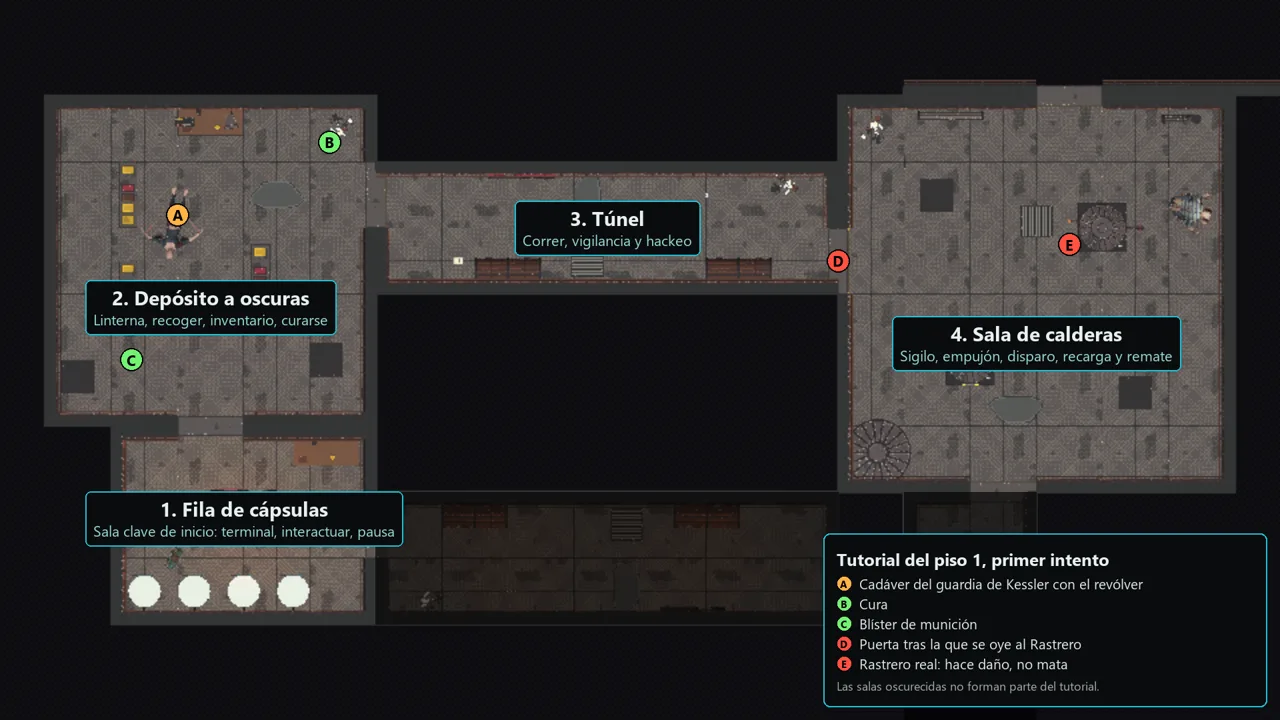 B
A
3. Túnel
Correr, vigilancia y hackeo
E
D
2. Depósito a oscuras
Linterna, recoger, inventario, curarse
4. Sala de calderas
Sigilo, empujón, disparo, recarga y remate
C
1. Fila de cápsulas
Sala clave de inicio: terminal, interactuar, pausa
Tutorial del piso 1, primer intento
A Cadáver del guardia de Kessler con el revólver
B Cura
C Blíster de munición
D Puerta tras la que se oye al Rastrero
E Rastrero real: hace daño, no mata
Las salas oscurecidas no forman parte del tutorial.